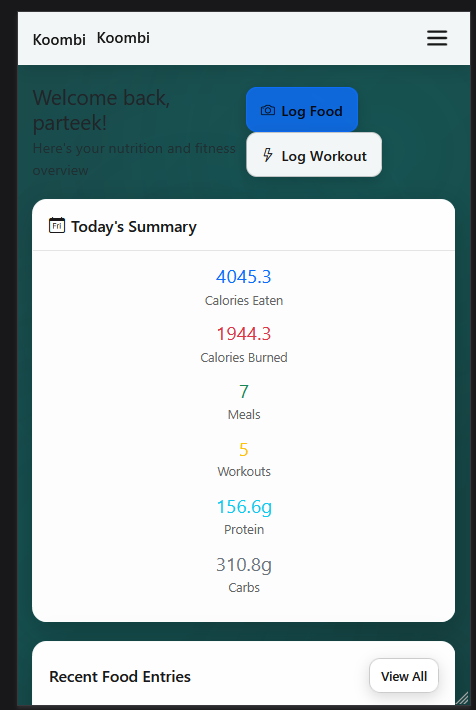 Koombi Koombi
Welcome back,
parteek!
Here's your nutrition and fitness
overview
Log Food
Log Workout
Fri Today's Summary
4045.3
Calories Eaten
1944.3
Calories Burned
7
Meals
5
Workouts
156.6g
Protein
310.8g
Carbs
Recent Food Entries
View All